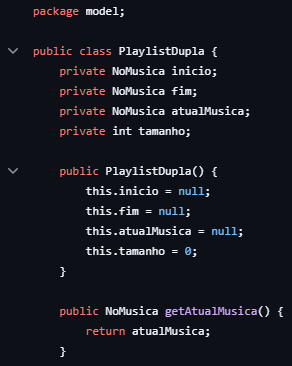 package model;
public class PlaylistDupla {
private NoMusica inicio;
private NoMusica fim;
private NoMusica atualMusica;
private int tamanho;
public PlaylistDupla() {
this.inicio = null;
this.fim = null;
this.atualMusica = null;
this.tamanho = 0;
}
public NoMusica getAtualMusica() {
return atualMusica;
}